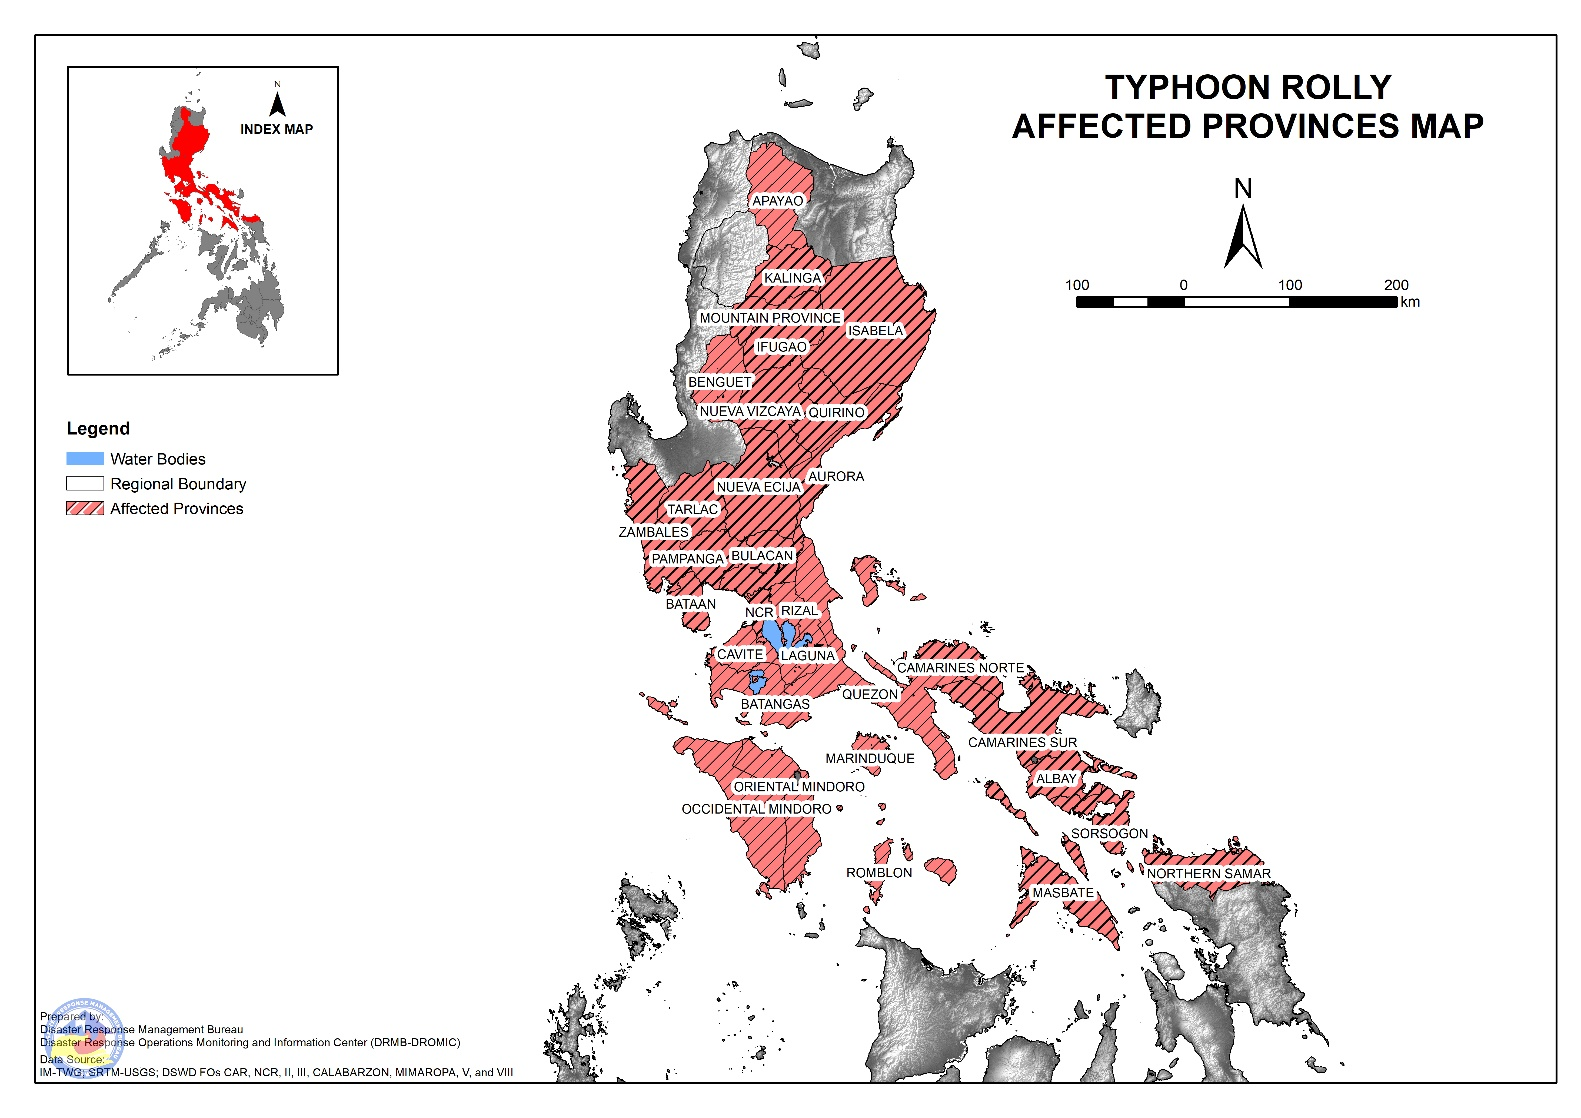 TYPHOON ROLLY
AFFECTED PROVINCES MAP
N
INDEX MAP
N
100 0 100 200
km
Legend
Water Bodies
Regional Boundary
Affected Provinces
APAYAO
KALINGA
MOUNTAIN PROVINCE
ISABELA
IFUGAO
BENGUET
NUEVA VIZCAYA
QUIRINO
AURORA
NUEVA ECIJA
TARLAC
ZAMBALES
PAMPANGA
BULACAN
BATAAN
NCR
RIZAL
CAVITE
LAGUNA
CAMARINES NORTE
QUEZON
BATANGAS
CAMARINES SUR
MARINDUQUE
ALBAY
ORIENTAL MINDORO
OCCIDENTAL MINDORO
SORSOGON
ROMBLON
NORTHERN SAMAR
MASBATE
Prepared by:
Disaster Response Management Bureau
Disaster Response Operations Monitoring and Information Center (DRMB-DROMIC)
Data Source:
IM-TWG; SRTM-USGS; DSWD FOs CAR, NCR, II, III, CALABARZON, MIMAROPA, V, and VIII